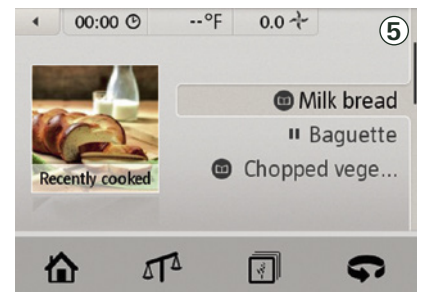 00:00 --°F 0.0
5
Milk bread
Baguette
Chopped vege...
Recently cooked